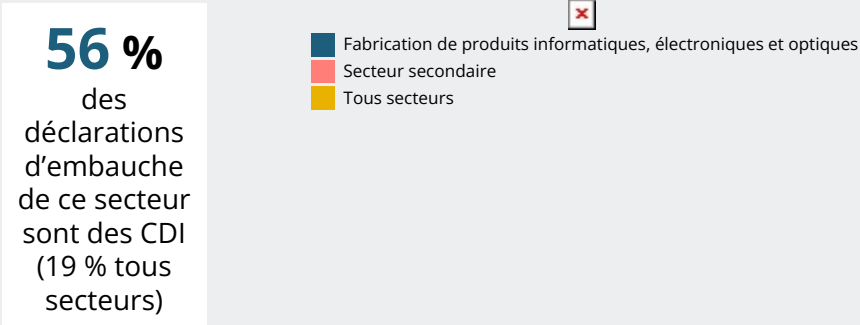 56 %
des
déclarations
d’embauche
de ce secteur
sont des CDI
(19 % tous
secteurs)
Fabrication de produits informatiques, électroniques et optiques
Secteur secondaire
Tous secteurs